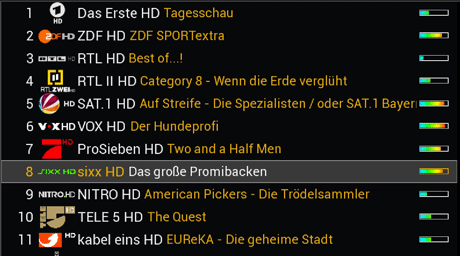 1 HD Das Erste HD Tagesschau
2 ZDF HD ZDF HD ZDF SPORTextra
3 HD RTL HD Best of...!
4 RTL ZWEI HD RTL II HD Category 8 - Wenn die Erde verglüht
5 HD SAT.1 HD Auf Streife - Die Spezialisten / oder SAT.1 Bayern
6 VOX HD VOX HD Der Hundeprofi
7 HD ProSieben HD Two and a Half Men
8 SIXX HD sixx HD Das große Promibacken
9 NITRO HD NITRO HD American Pickers - Die Trödelsammler
10 HD TELE 5 HD The Quest
11 HD kabel eins HD EUReKA - Die geheime Stadt